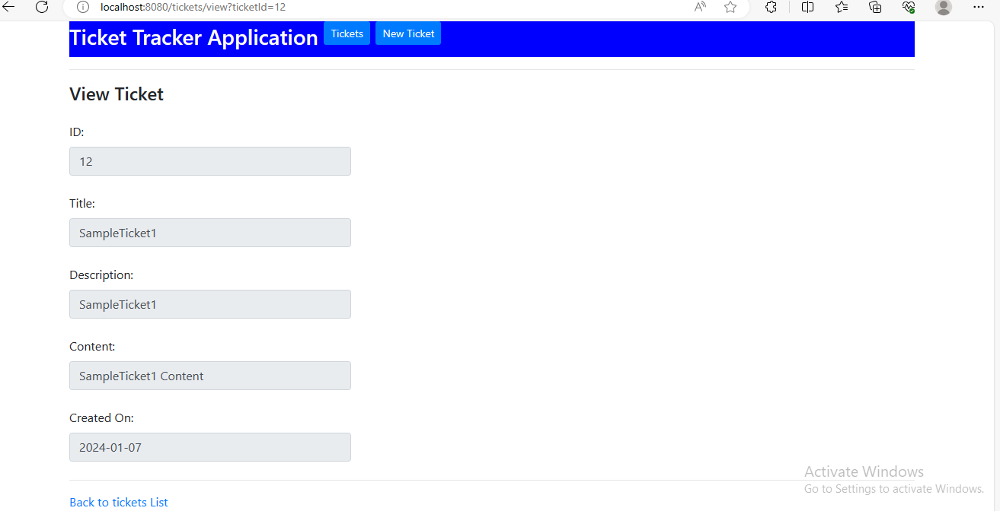 localhost:8080/tickets/view?ticketId=12
Ticket Tracker Application Tickets New Ticket
View Ticket
ID:
12
Title:
SampleTicket1
Description:
SampleTicket1
Content:
SampleTicket1 Content
Created On:
2024-01-07
Activate Windows
Go to Settings to activate Windows.
Back to tickets List